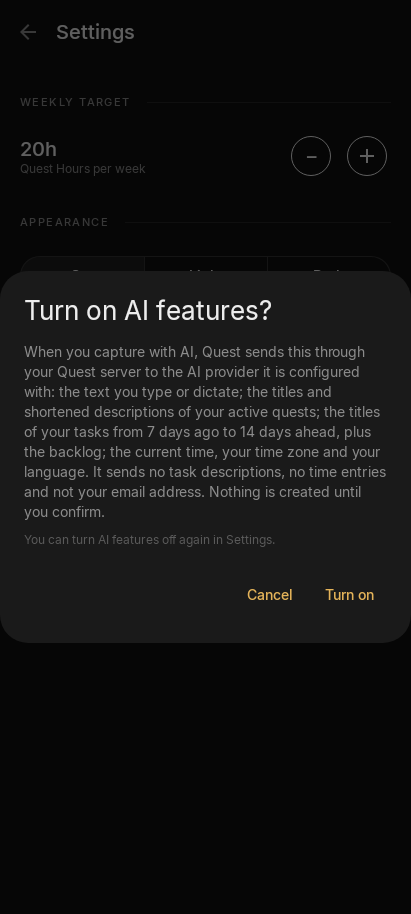 Settings
WEEKLY TARGET
20h
Quest Hours per week
APPEARANCE
Turn on AI features?
When you capture with AI, Quest sends this through
your Quest server to the AI provider it is configured
with: the text you type or dictate; the titles and
shortened descriptions of your active quests; the titles
of your tasks from 7 days ago to 14 days ahead, plus
the backlog; the current time, your time zone and your
language. It sends no task descriptions, no time entries
and not your email address. Nothing is created until
you confirm.
You can turn AI features off again in Settings.
Cancel Turn on